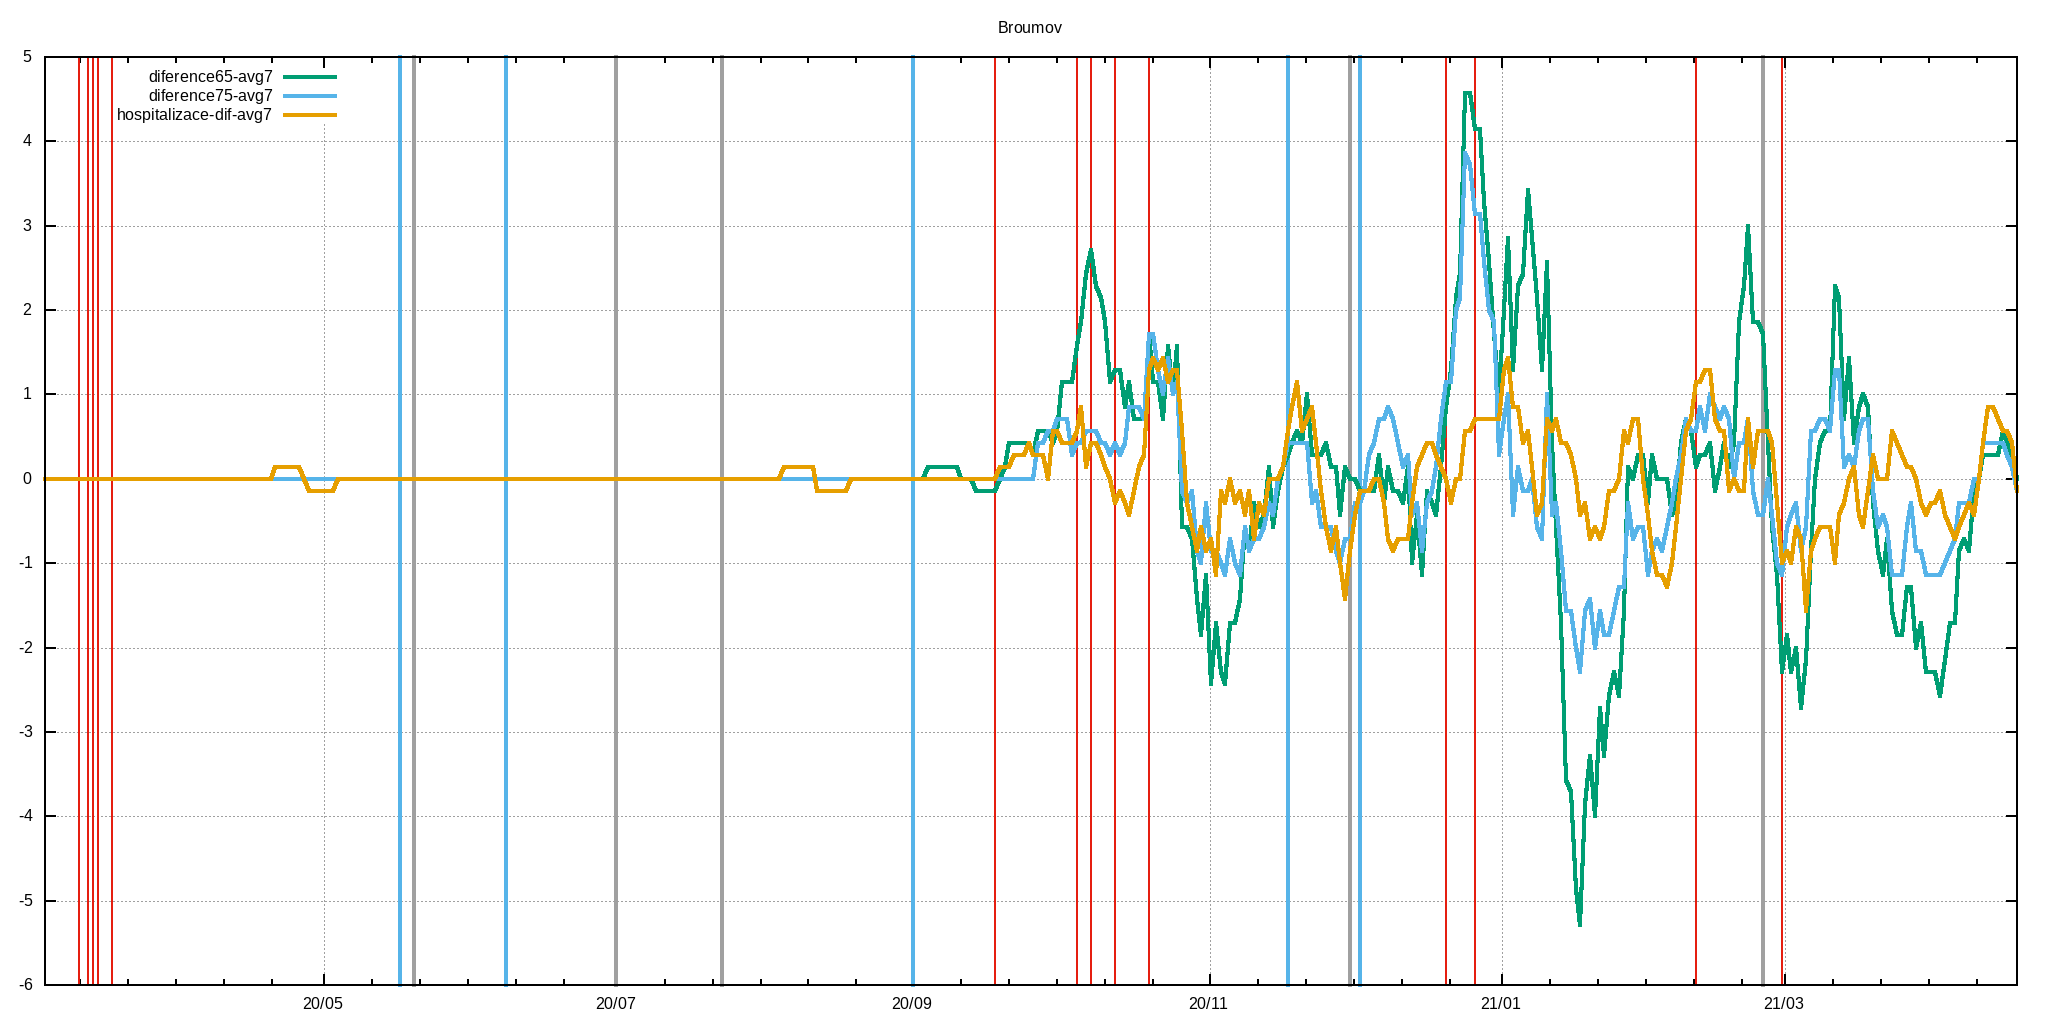 Broumov
diference65-avg7
diference75-avg7
hospitalizace-dif-avg7
5
4
3
2
1
0
-1
-2
-3
-4
-5
-6
20/05 20/07 20/09 20/11 21/01 21/03